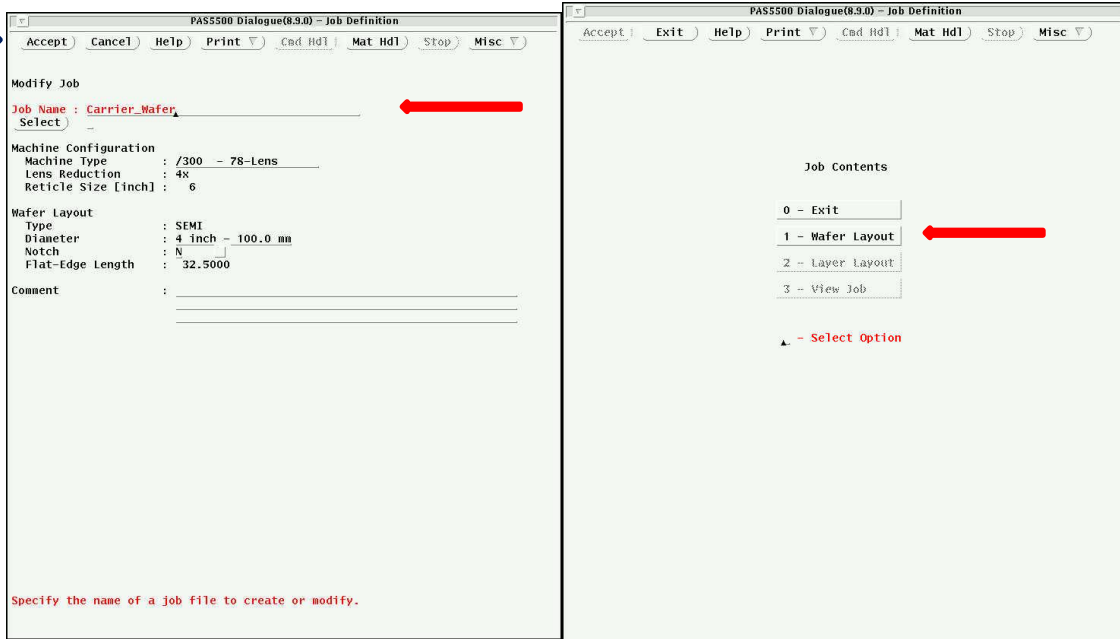 PAS5500 Dialogue(8.9.0) – Job Definition
Accept Cancel Help Print Cmd Hdl Mat Hdl Stop Misc
Modify Job
Job Name : Carrier_Wafer
Select
Machine Configuration
Machine Type : /300 - 78-Lens
Lens Reduction : 4x
Reticle Size [inch] : 6
Wafer Layout
Type : SEMI
Diameter : 4 inch - 100.0 mm
Notch : N
Flat-Edge Length : 32.5000
Comment :
Specify the name of a job file to create or modify.
PAS5500 Dialogue(8.9.0) – Job Definition
Accept Exit Help Print Cmd Hdl Mat Hdl Stop Misc
Job Contents
0 - Exit
1 - Wafer Layout
2 - Layer Layout
3 - View Job
- Select Option